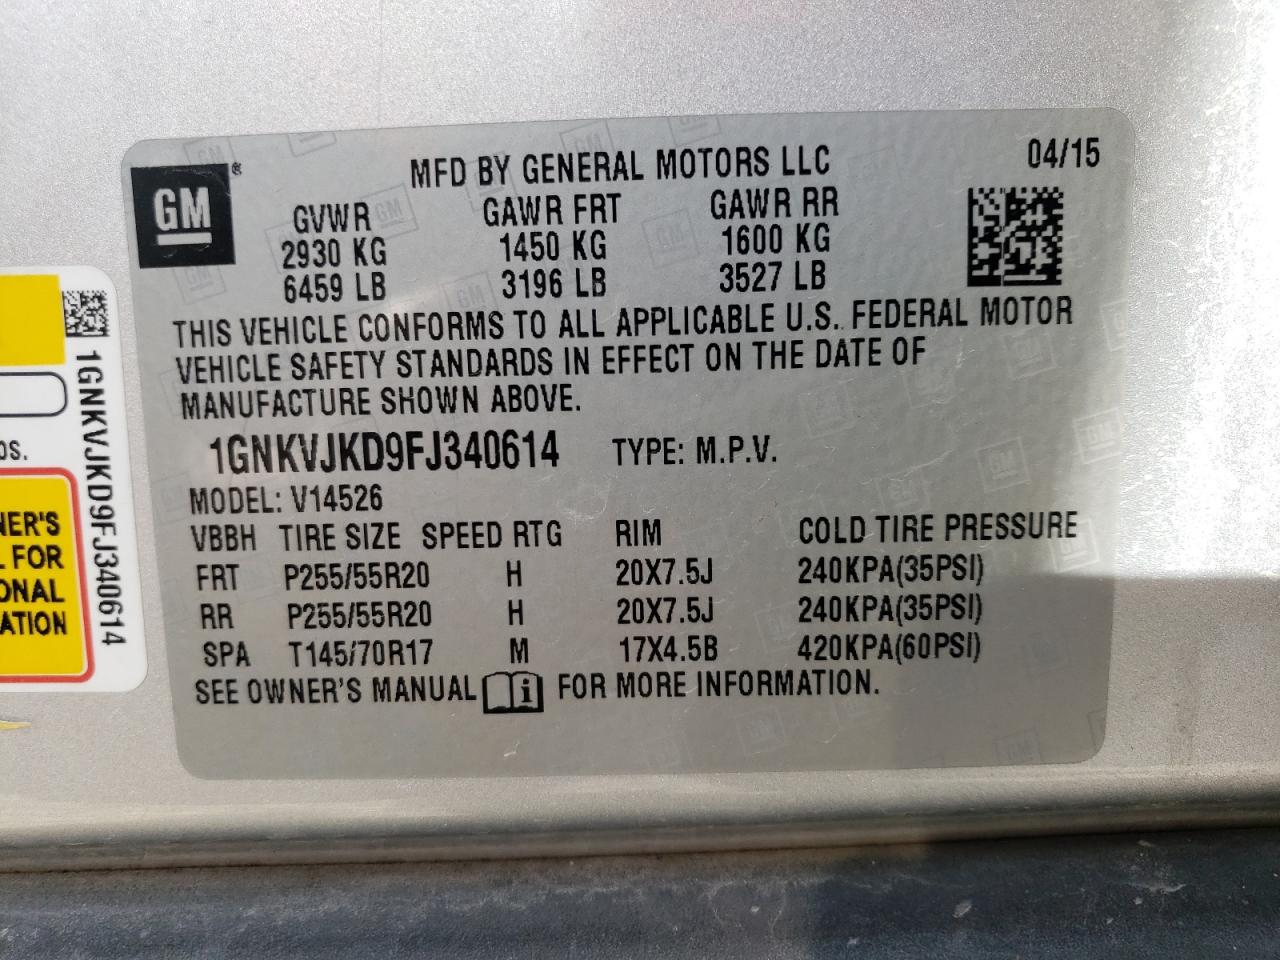 MFD BY GENERAL MOTORS LLC 04/15
GM ®
GVWR GAWR FRT GAWR RR
2930 KG 1450 KG 1600 KG
6459 LB 3196 LB 3527 LB
THIS VEHICLE CONFORMS TO ALL APPLICABLE U.S. FEDERAL MOTOR
VEHICLE SAFETY STANDARDS IN EFFECT ON THE DATE OF
MANUFACTURE SHOWN ABOVE.
1GNKVJKD9FJ340614 TYPE: M.P.V.
MODEL: V14526
VBBH TIRE SIZE SPEED RTG RIM COLD TIRE PRESSURE
FRT P255/55R20 H 20X7.5J 240KPA(35PSI)
RR P255/55R20 H 20X7.5J 240KPA(35PSI)
SPA T145/70R17 M 17X4.5B 420KPA(60PSI)
SEE OWNER'S MANUAL FOR MORE INFORMATION.
1GNKVJKD9FJ340614
NER'S
L FOR
ONAL
ATION